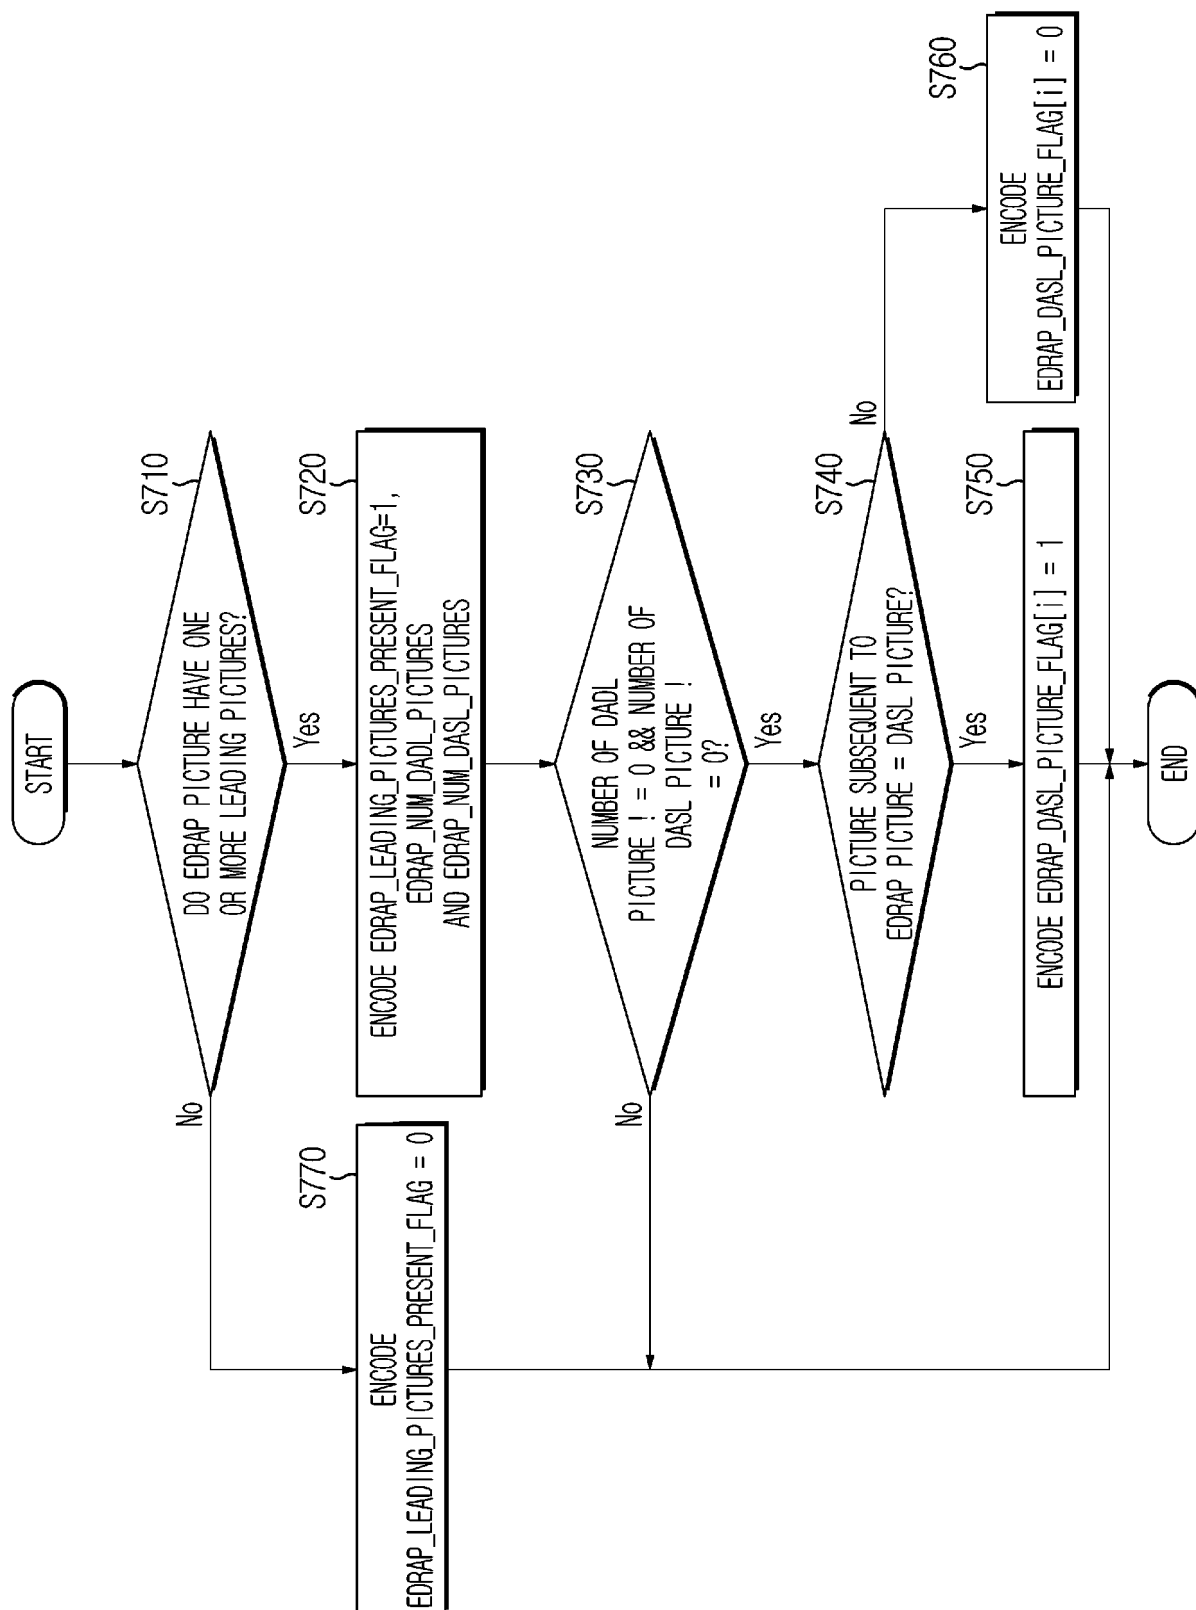 START
S710
DO EDRAP PICTURE HAVE ONE
OR MORE LEADING PICTURES?
No
Yes
S770
ENCODE
EDRAP_LEADING_PICTURES_PRESENT_FLAG = 0
S720
ENCODE EDRAP_LEADING_PICTURES_PRESENT_FLAG=1,
EDRAP_NUM_DADL_PICTURES
AND EDRAP_NUM_DASL_PICTURES
S730
NUMBER OF DADL
PICTURE ! = 0 && NUMBER OF
DASL PICTURE !
= 0?
No
Yes
S740
PICTURE SUBSEQUENT TO
EDRAP PICTURE = DASL PICTURE?
No
Yes
S750
ENCODE EDRAP_DASL_PICTURE_FLAG[i] = 1
S760
ENCODE
EDRAP_DASL_PICTURE_FLAG[i] = 0
END